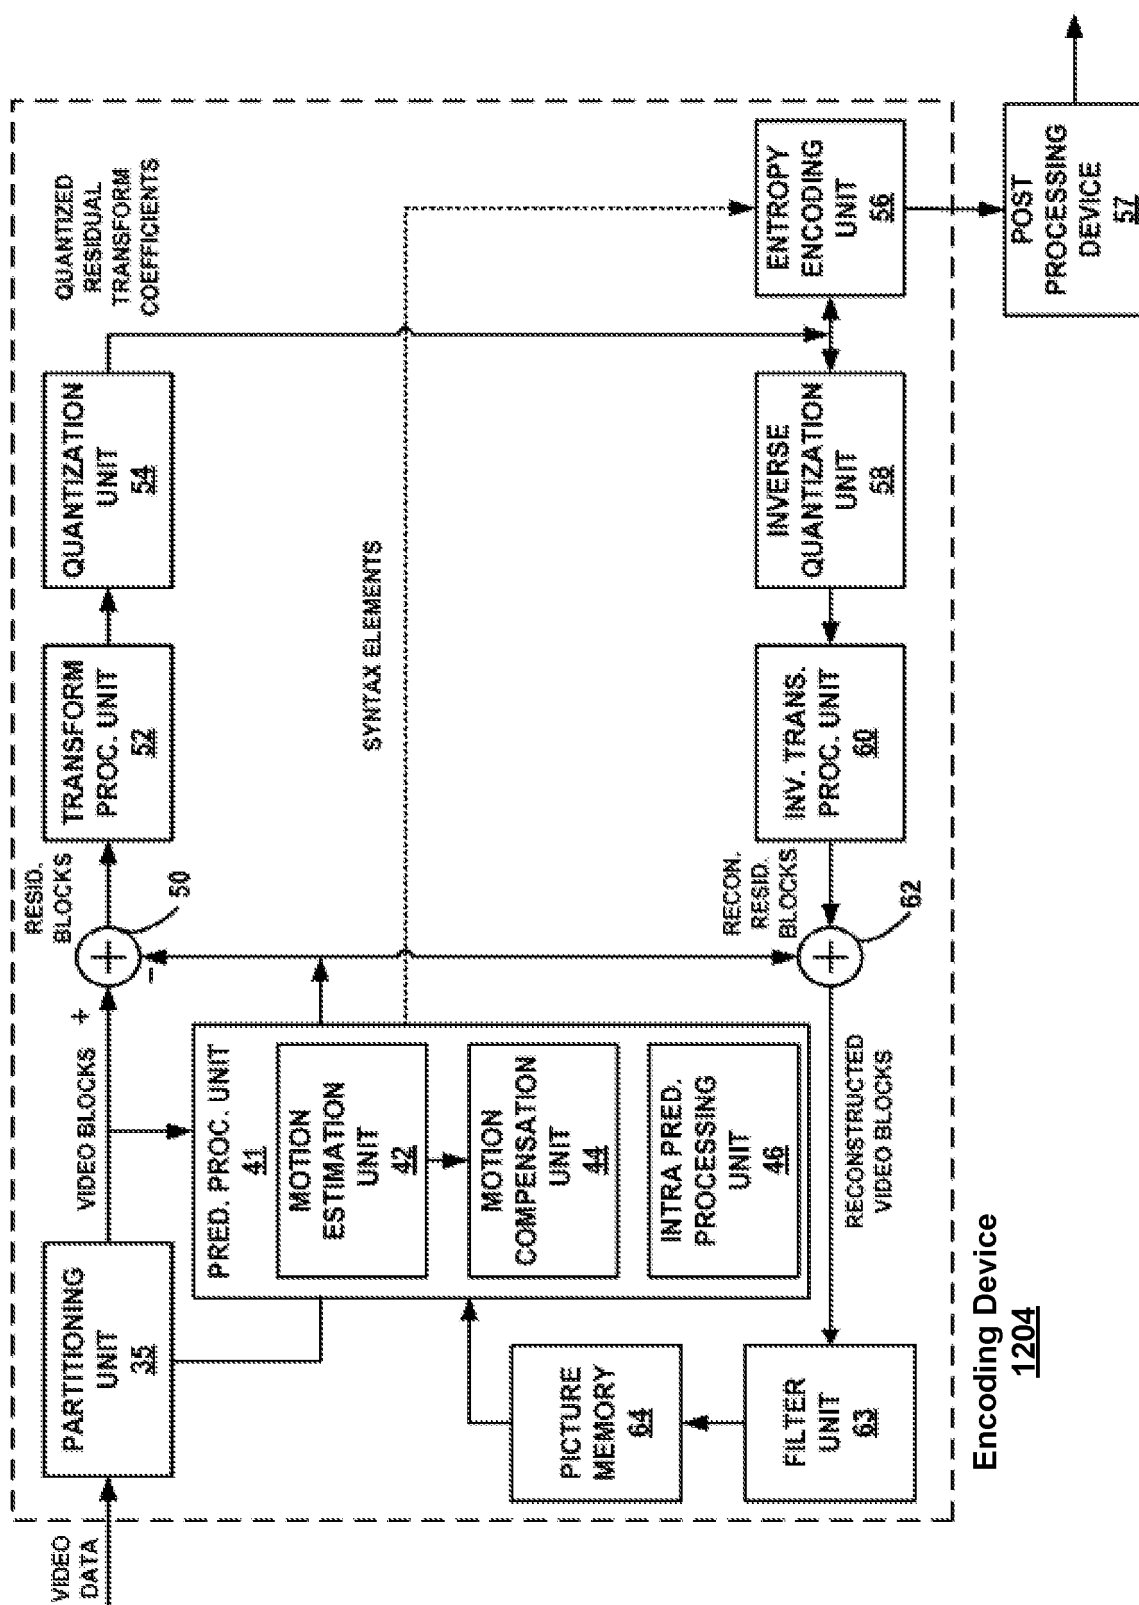 VIDEO
DATA
PARTITIONING
UNIT
35
VIDEO BLOCKS
+
-
RESID.
BLOCKS
50
TRANSFORM
PROC. UNIT
52
QUANTIZATION
UNIT
54
QUANTIZED
RESIDUAL
TRANSFORM
COEFFICIENTS
PRED. PROC. UNIT
41
MOTION
ESTIMATION
UNIT
42
MOTION
COMPENSATION
UNIT
44
INTRA PRED.
PROCESSING
UNIT
46
SYNTAX ELEMENTS
PICTURE
MEMORY
64
FILTER
UNIT
63
RECONSTRUCTED
VIDEO BLOCKS
62
RECON.
RESID.
BLOCKS
INV. TRANS.
PROC. UNIT
60
INVERSE
QUANTIZATION
UNIT
58
ENTROPY
ENCODING
UNIT
56
POST
PROCESSING
DEVICE
57
Encoding Device
1204